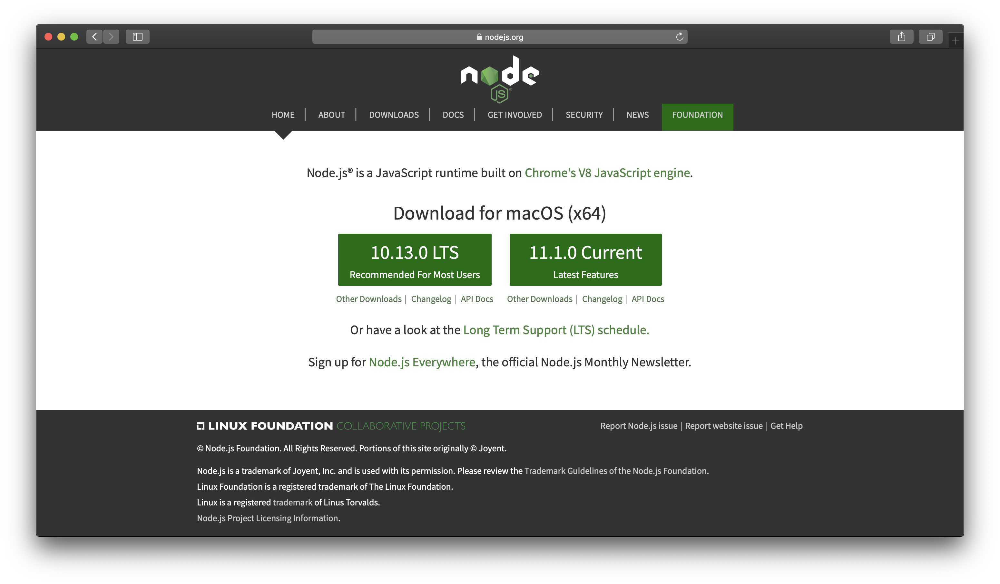 nodejs.org
node
JS®
HOME | ABOUT | DOWNLOADS | DOCS | GET INVOLVED | SECURITY | NEWS FOUNDATION
Node.js® is a JavaScript runtime built on Chrome's V8 JavaScript engine.
Download for macOS (x64)
10.13.0 LTS
Recommended For Most Users
11.1.0 Current
Latest Features
Other Downloads | Changelog | API Docs
Other Downloads | Changelog | API Docs
Or have a look at the Long Term Support (LTS) schedule.
Sign up for Node.js Everywhere, the official Node.js Monthly Newsletter.
LINUX FOUNDATION COLLABORATIVE PROJECTS
Report Node.js issue | Report website issue | Get Help
© Node.js Foundation. All Rights Reserved. Portions of this site originally © Joyent.
Node.js is a trademark of Joyent, Inc. and is used with its permission. Please review the Trademark Guidelines of the Node.js Foundation.
Linux Foundation is a registered trademark of The Linux Foundation.
Linux is a registered trademark of Linus Torvalds.
Node.js Project Licensing Information.